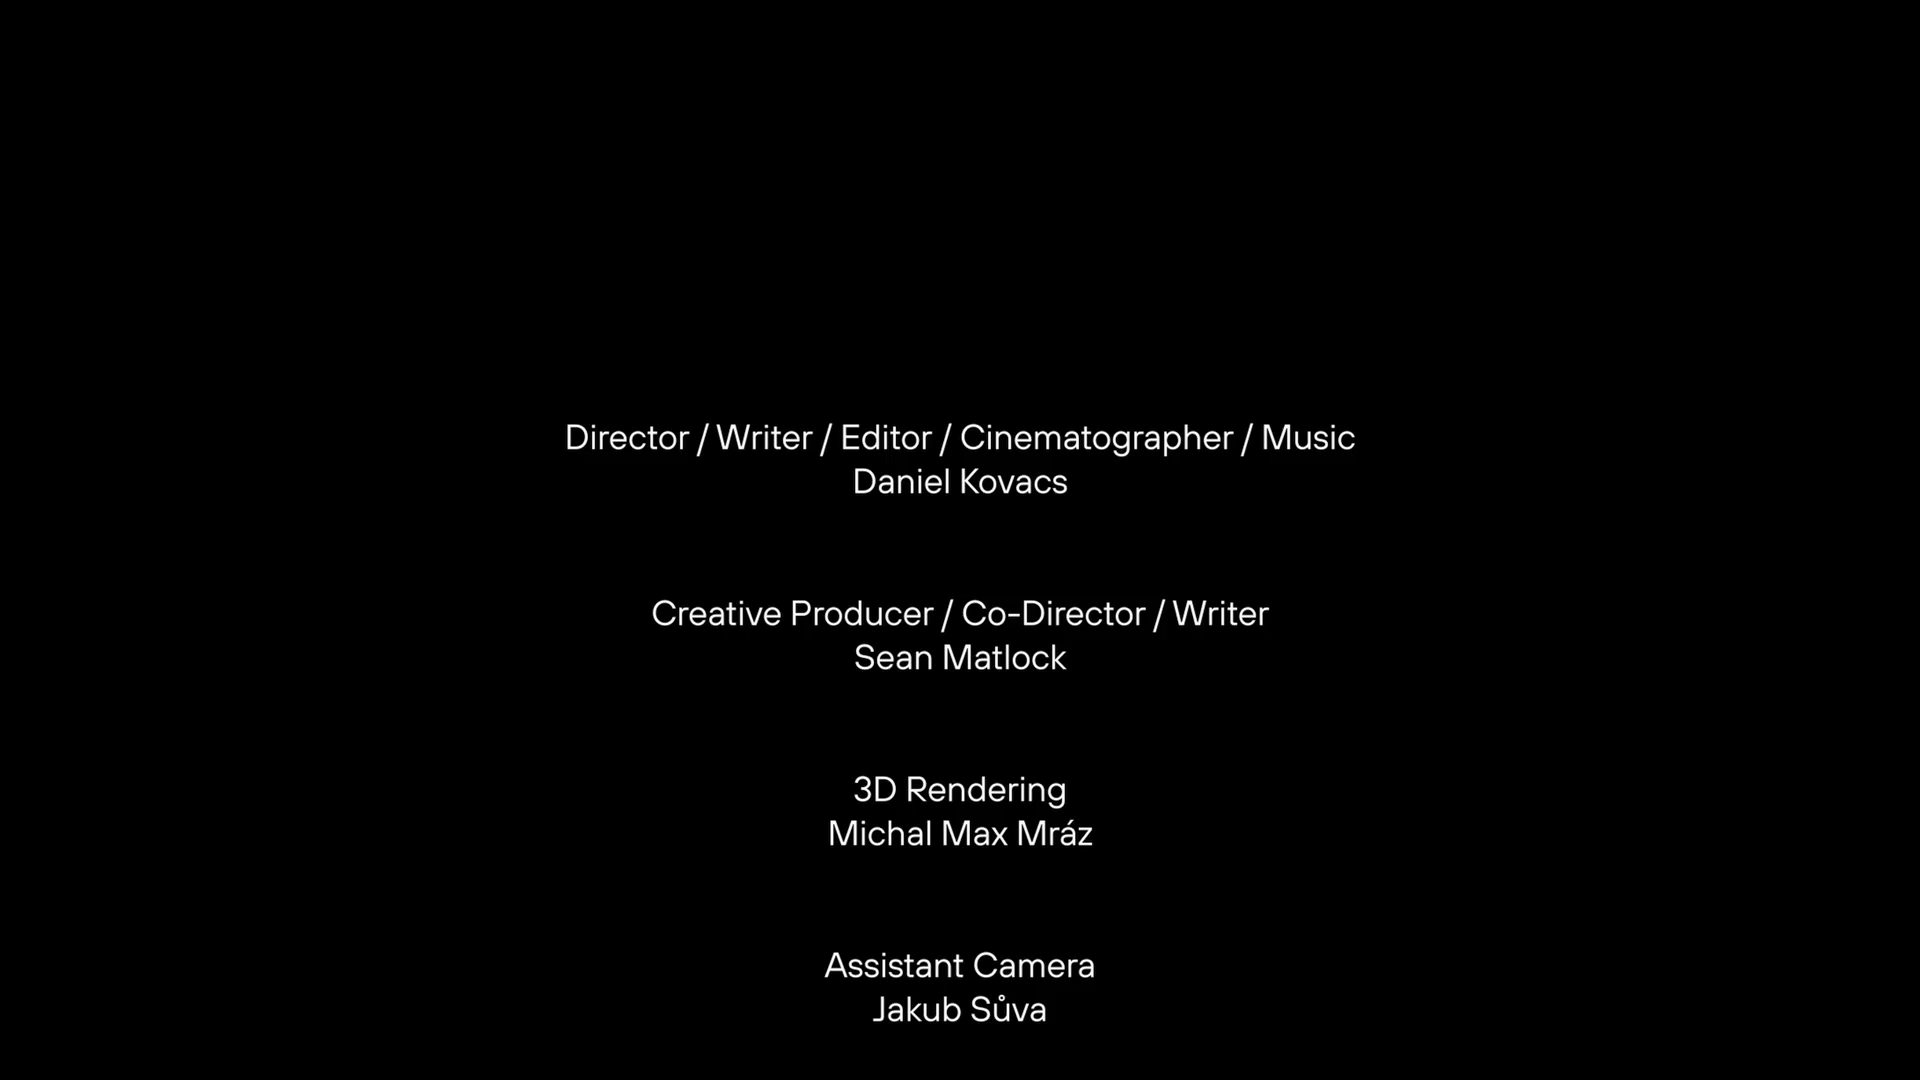 Director / Writer / Editor / Cinematographer / Music
Daniel Kovacs
Creative Producer / Co-Director / Writer
Sean Matlock
3D Rendering
Michal Max Mráz
Assistant Camera
Jakub Sůva